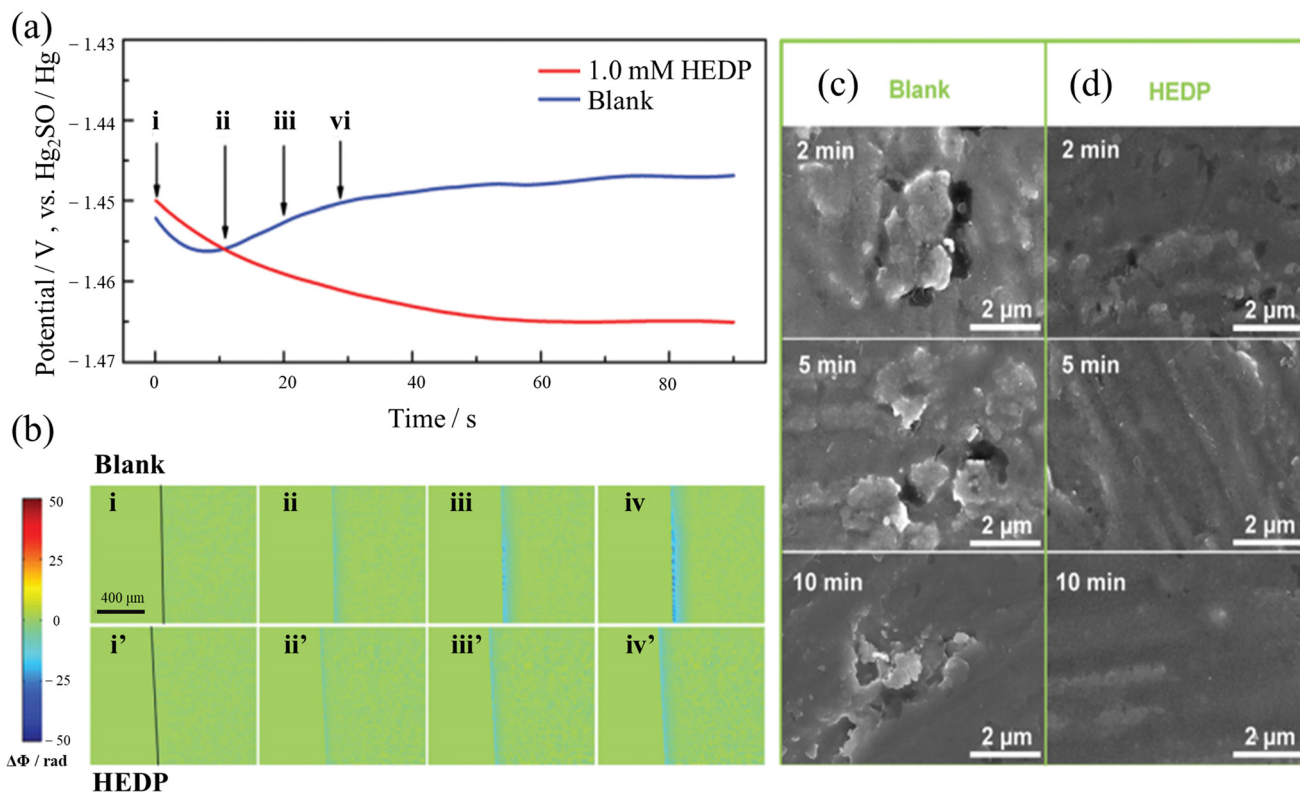 (a)
Potential / V , vs. Hg₂SO / Hg
−1.43
−1.44
−1.45
−1.46
−1.47
1.0 mM HEDP
Blank
i
ii
iii
vi
0
20
40
60
80
Time / s
(b)
Blank
50
25
0
−25
−50
ΔΦ / rad
i
ii
iii
iv
400 μm
i’
ii’
iii’
iv’
HEDP
(c)
Blank
(d)
HEDP
2 min
2 μm
2 min
2 μm
5 min
2 μm
5 min
2 μm
10 min
2 μm
10 min
2 μm